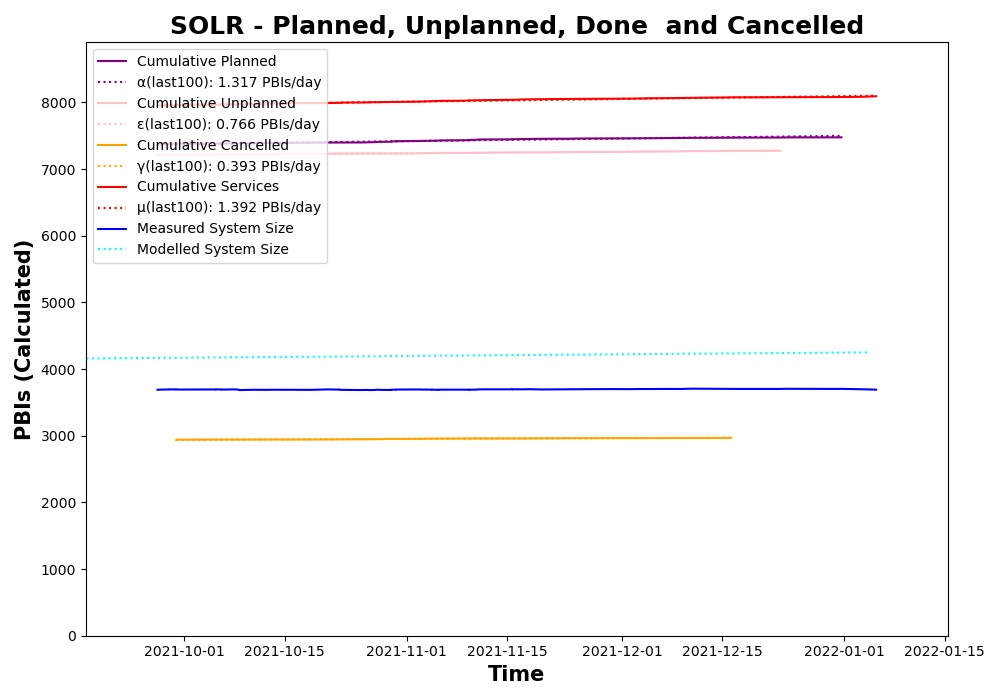 SOLR - Planned, Unplanned, Done  and Cancelled
Cumulative Planned
α(last100): 1.317 PBIs/day
Cumulative Unplanned
ε(last100): 0.766 PBIs/day
Cumulative Cancelled
γ(last100): 0.393 PBIs/day
Cumulative Services
μ(last100): 1.392 PBIs/day
Measured System Size
Modelled System Size
PBIs (Calculated)
8000
7000
6000
5000
4000
3000
2000
1000
0
2021-10-01 2021-10-15 2021-11-01 2021-11-15 2021-12-01 2021-12-15 2022-01-01 2022-01-15
Time